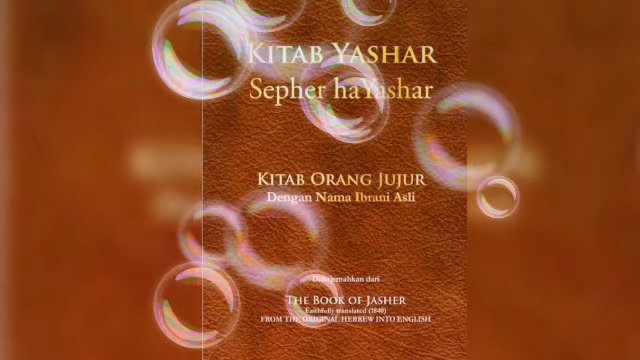 KITAB YASHAR
Sepher haYashar
KITAB ORANG JUJUR
Dengan Nama Ibrani Asli
Diterjemahkan dari
THE BOOK OF JASHER
Faithfully translated (1840)
FROM THE ORIGINAL HEBREW INTO ENGLISH